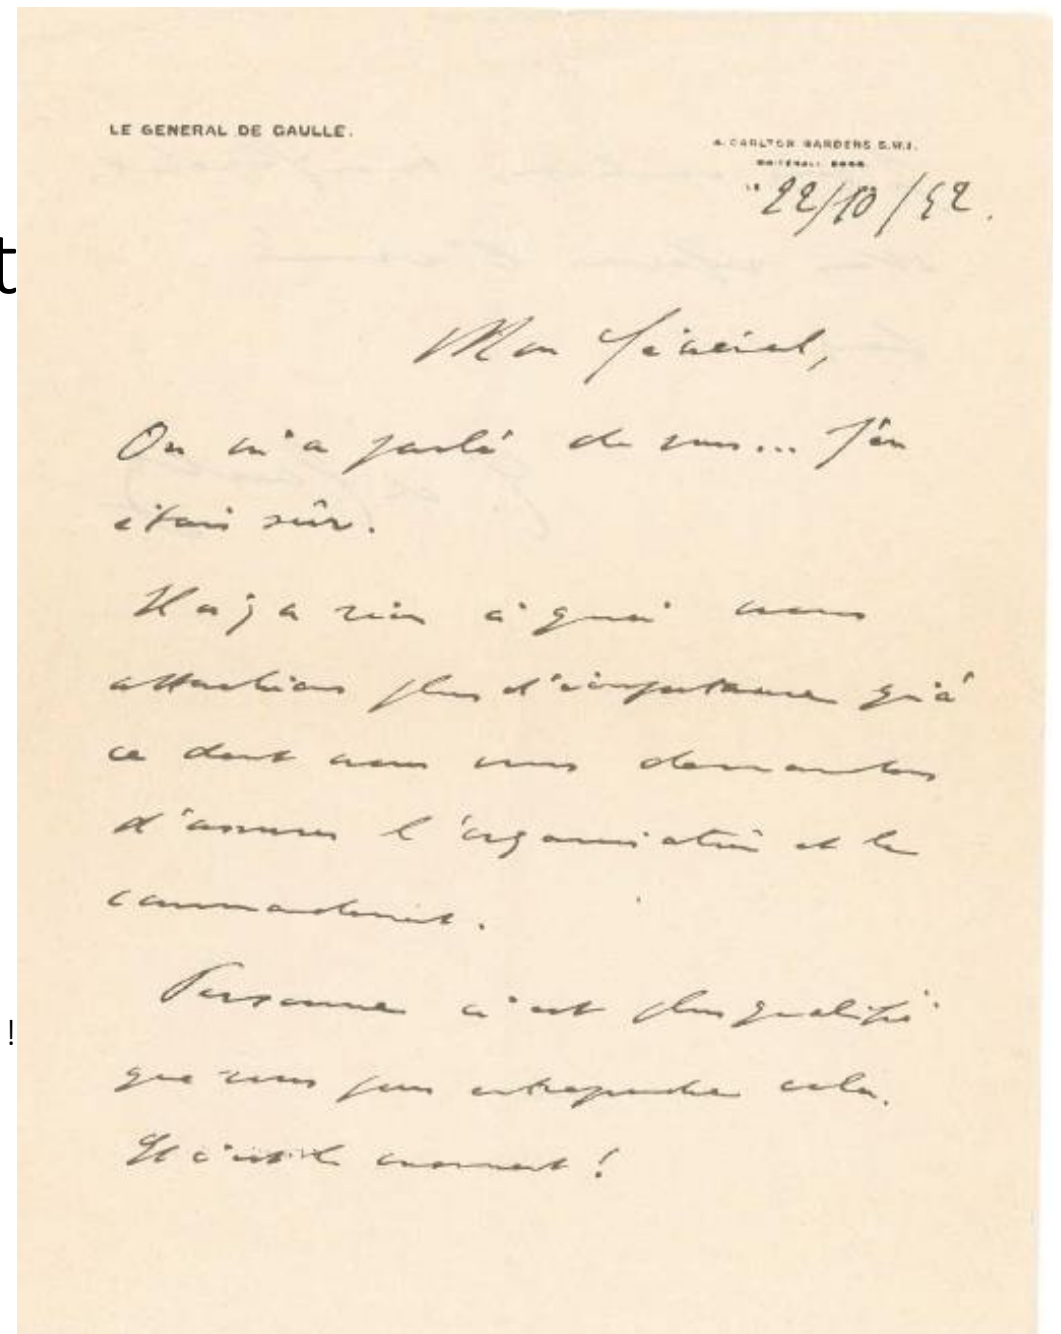 t
!
LE GENERAL DE GAULLE.
4, CARLTON GARDENS S.W.1.
LE 22/10/42.
Mon Général,
On m'a parlé de vous... J'en
étais sûr.
Il n'y a rien à quoi nous
attachions plus d'importance qu'à
ce dont nous vous demandons
d'assurer l'organisation et le
commandement.
Personne n'est plus qualifié
que vous pour entreprendre cela.
Et c'est le moment !